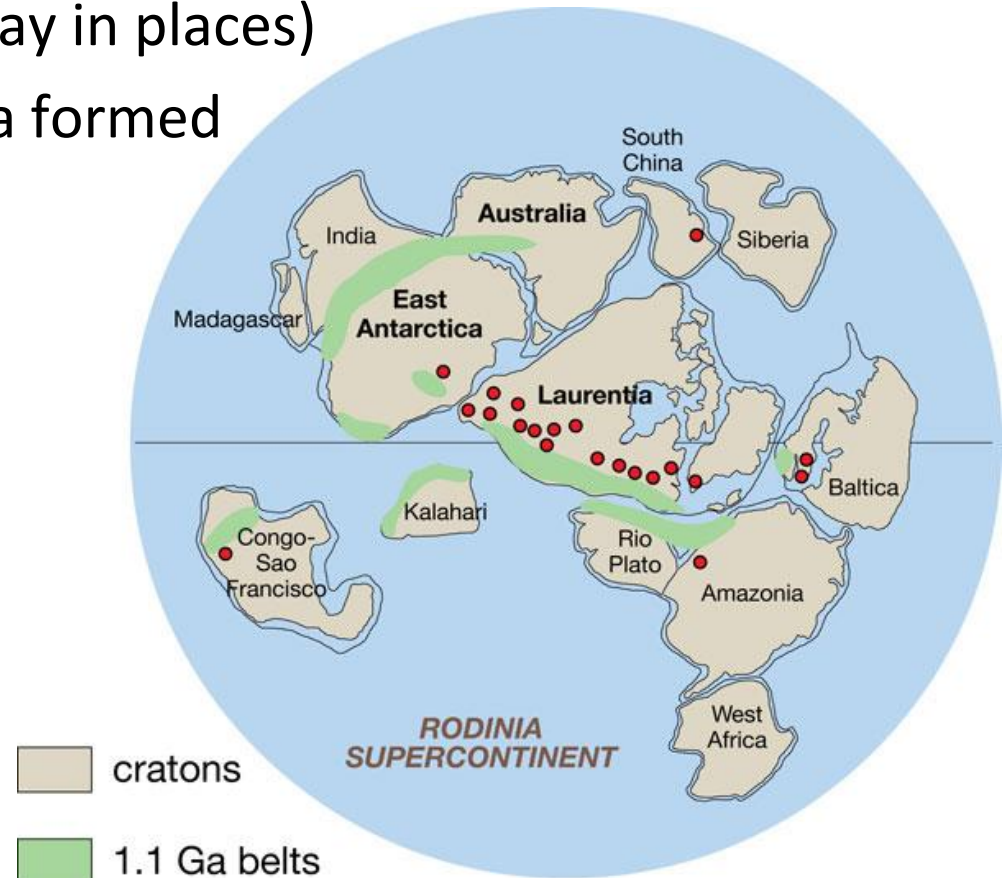 ay in places)
a formed
South
China
Australia
India
Siberia
East
Antarctica
Madagascar
Laurentia
Baltica
Kalahari
Congo-
Sao
Francisco
Rio
Plato
Amazonia
West
Africa
RODINIA
SUPERCONTINENT
cratons
1.1 Ga belts